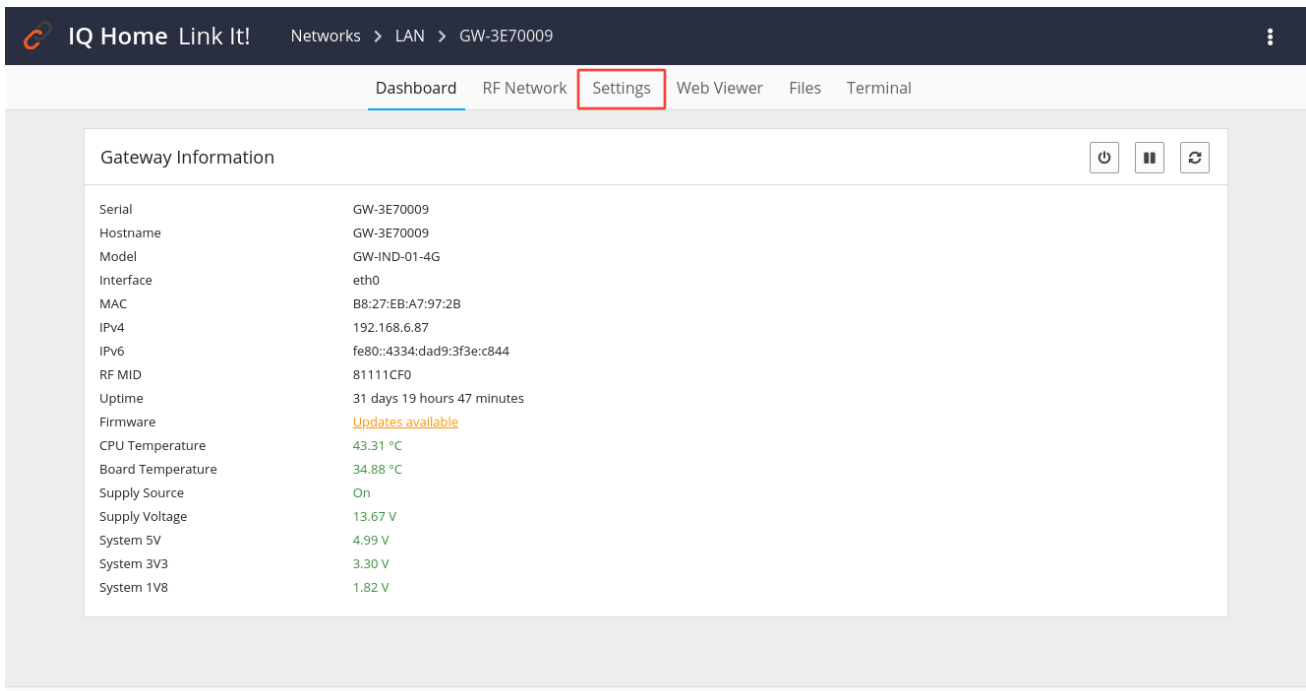 IQ Home Link It! Networks > LAN > GW-3E70009
Dashboard RF Network Settings Web Viewer Files Terminal
Gateway Information
Serial GW-3E70009
Hostname GW-3E70009
Model GW-IND-01-4G
Interface eth0
MAC B8:27:EB:A7:97:2B
IPv4 192.168.6.87
IPv6 fe80::4334:dad9:3f3e:c844
RF MID 81111CF0
Uptime 31 days 19 hours 47 minutes
Firmware Updates available
CPU Temperature 43.31 °C
Board Temperature 34.88 °C
Supply Source On
Supply Voltage 13.67 V
System 5V 4.99 V
System 3V3 3.30 V
System 1V8 1.82 V